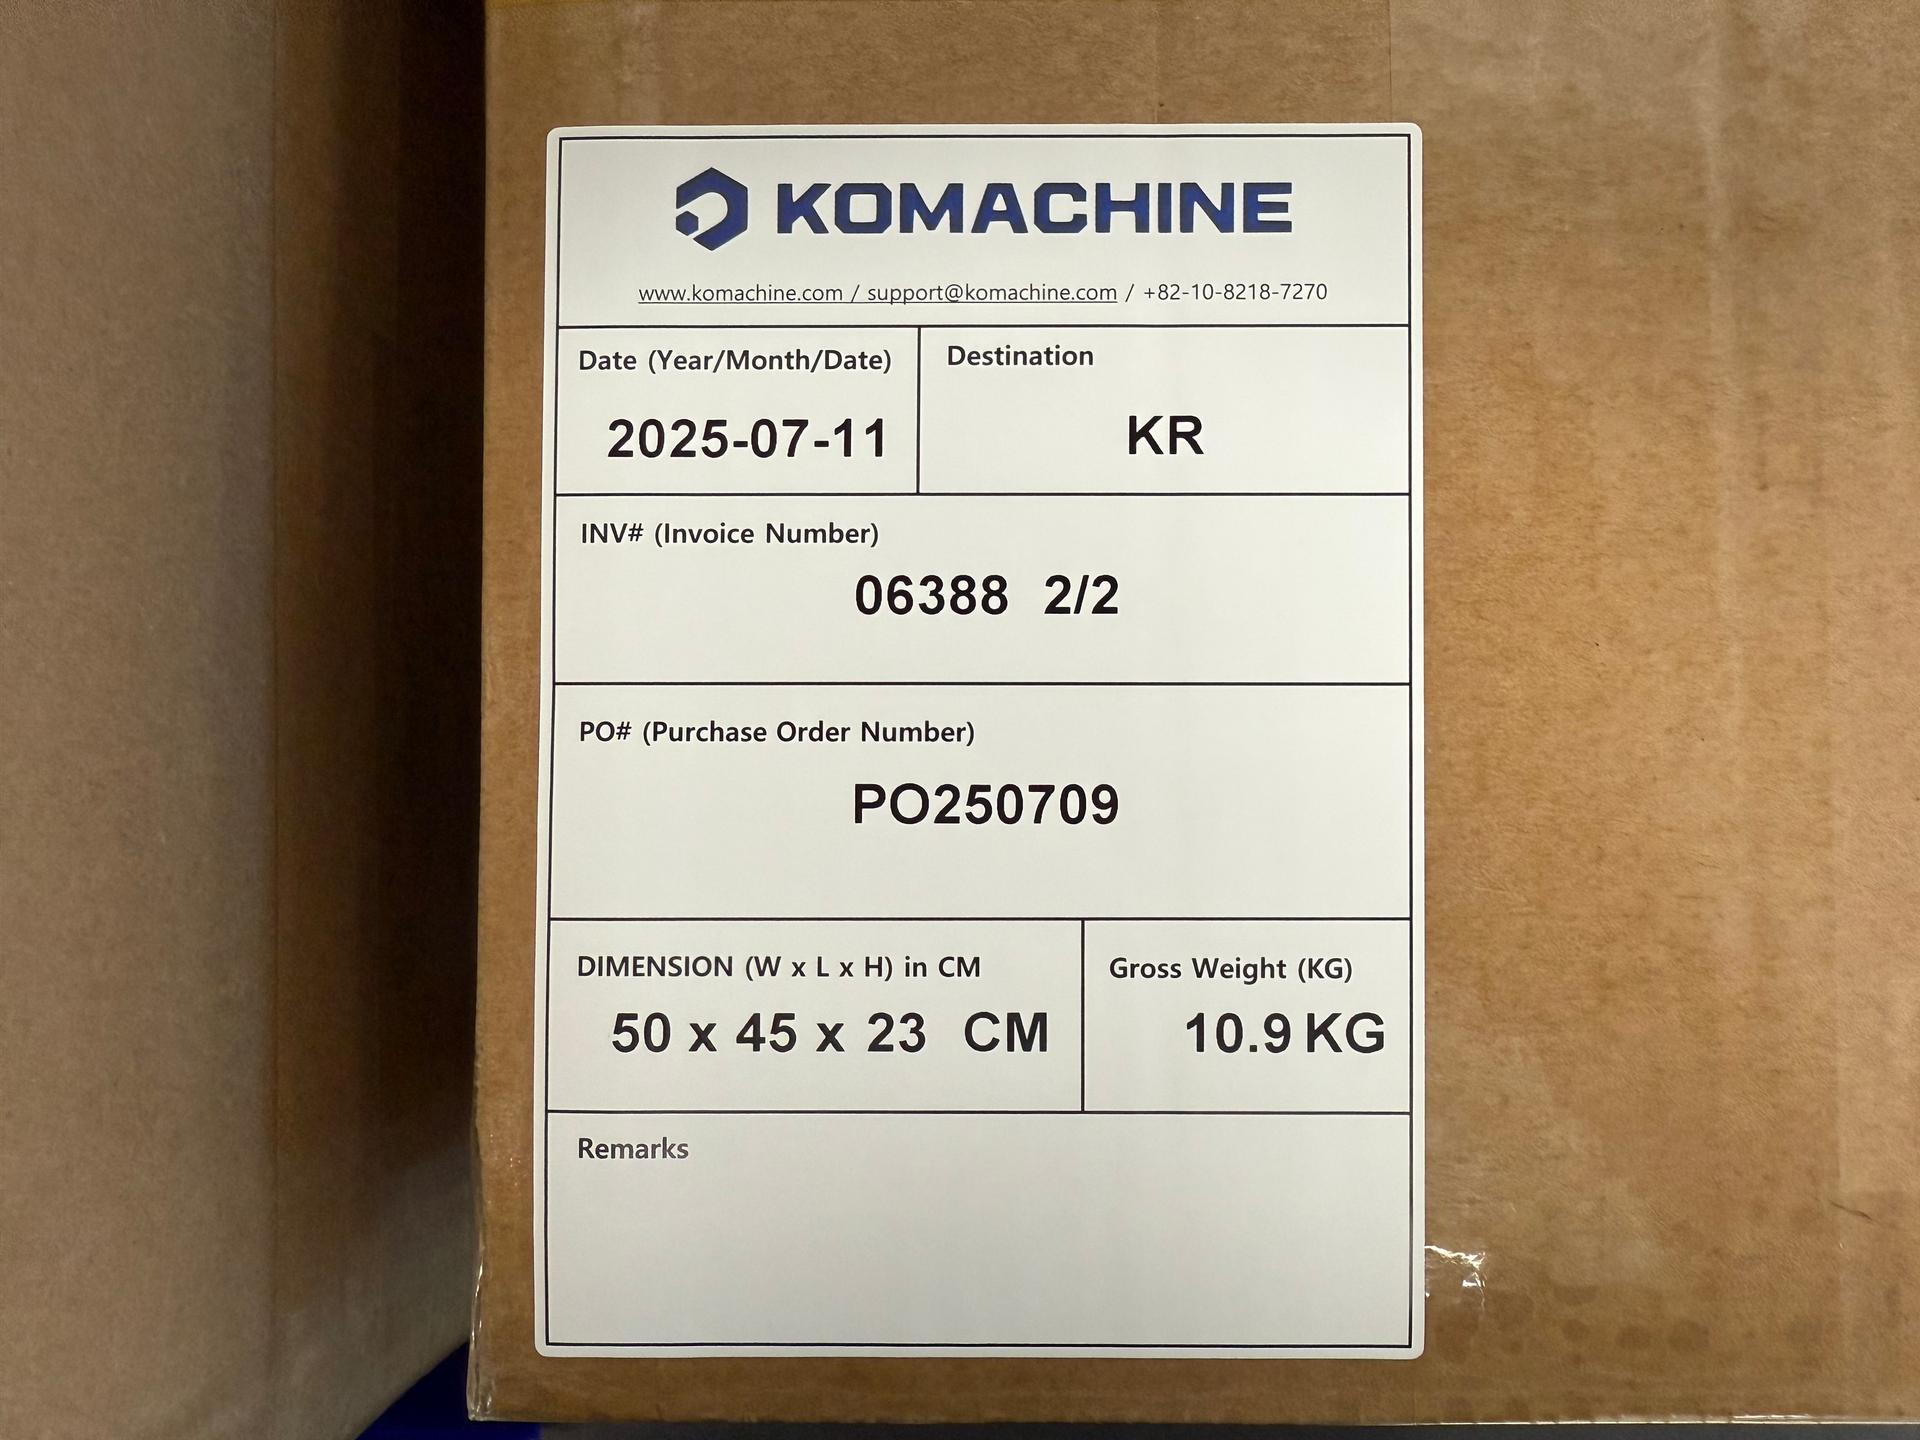 KOMACHINE
www.komachine.com / support@komachine.com / +82-10-8218-7270
Date (Year/Month/Date)
2025-07-11
Destination
KR
INV# (Invoice Number)
06388 2/2
PO# (Purchase Order Number)
PO250709
DIMENSION (W x L x H) in CM
50 x 45 x 23 CM
Gross Weight (KG)
10.9 KG
Remarks